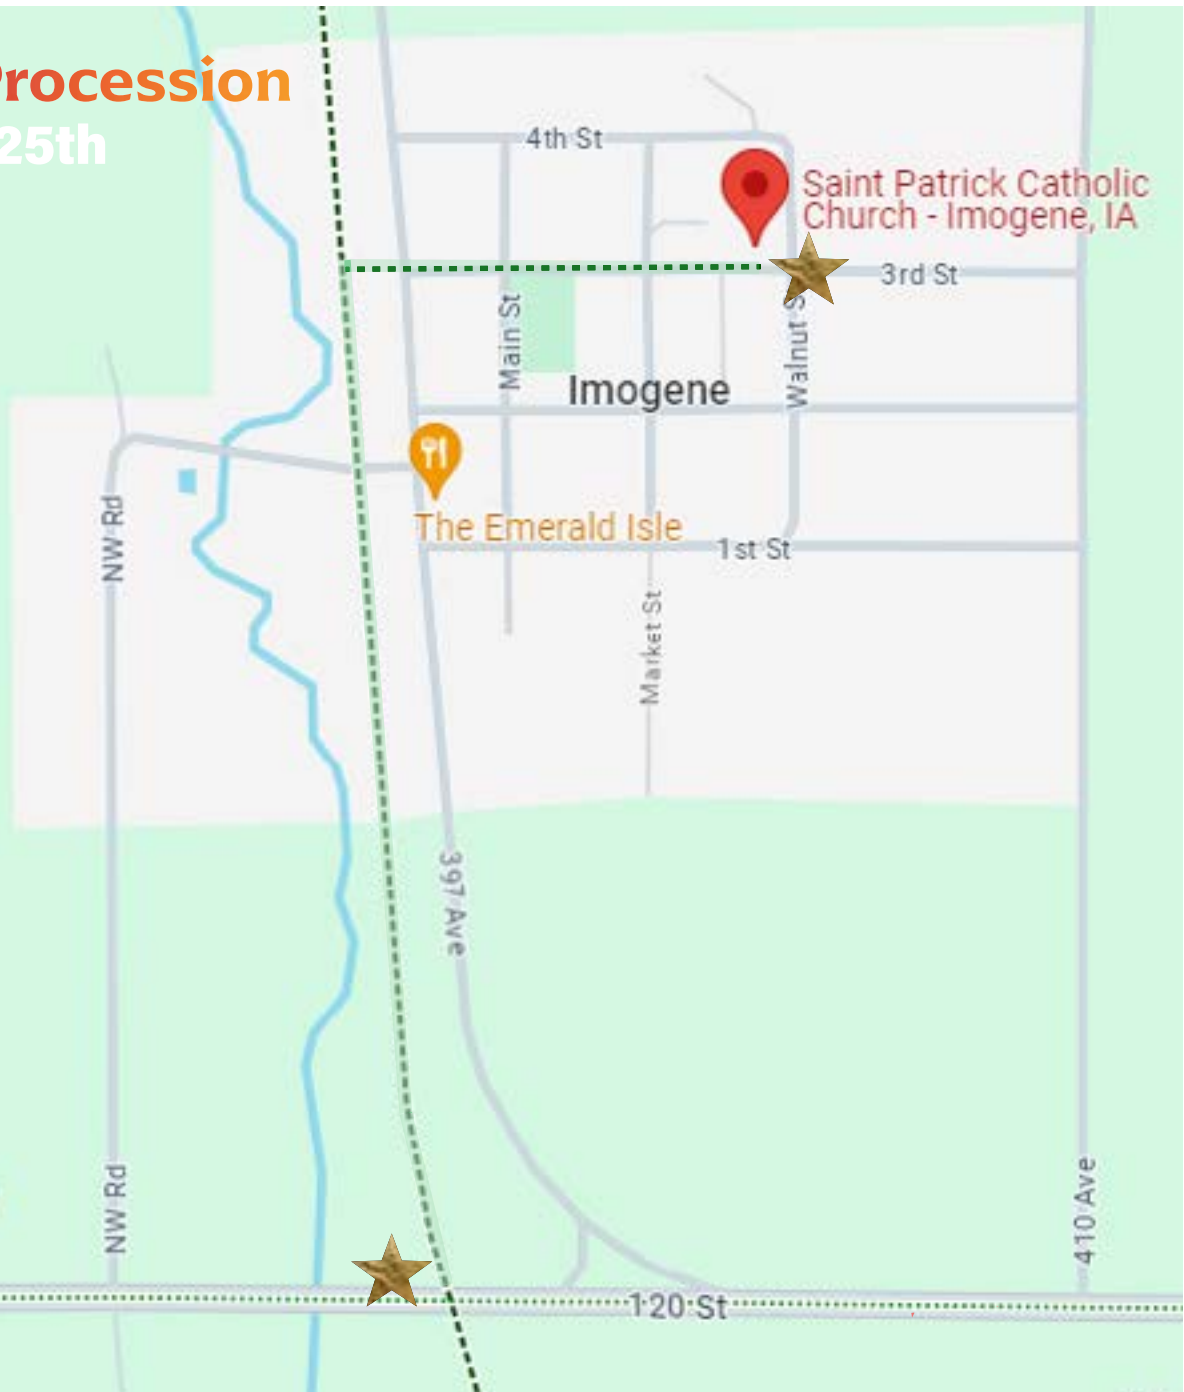 Procession
25th
4th St
Saint Patrick Catholic
Church - Imogene, IA
3rd St
Main St
Walnut S
Imogene
The Emerald Isle
NW Rd
1st St
Market St
397 Ave
NW Rd
410 Ave
120 St